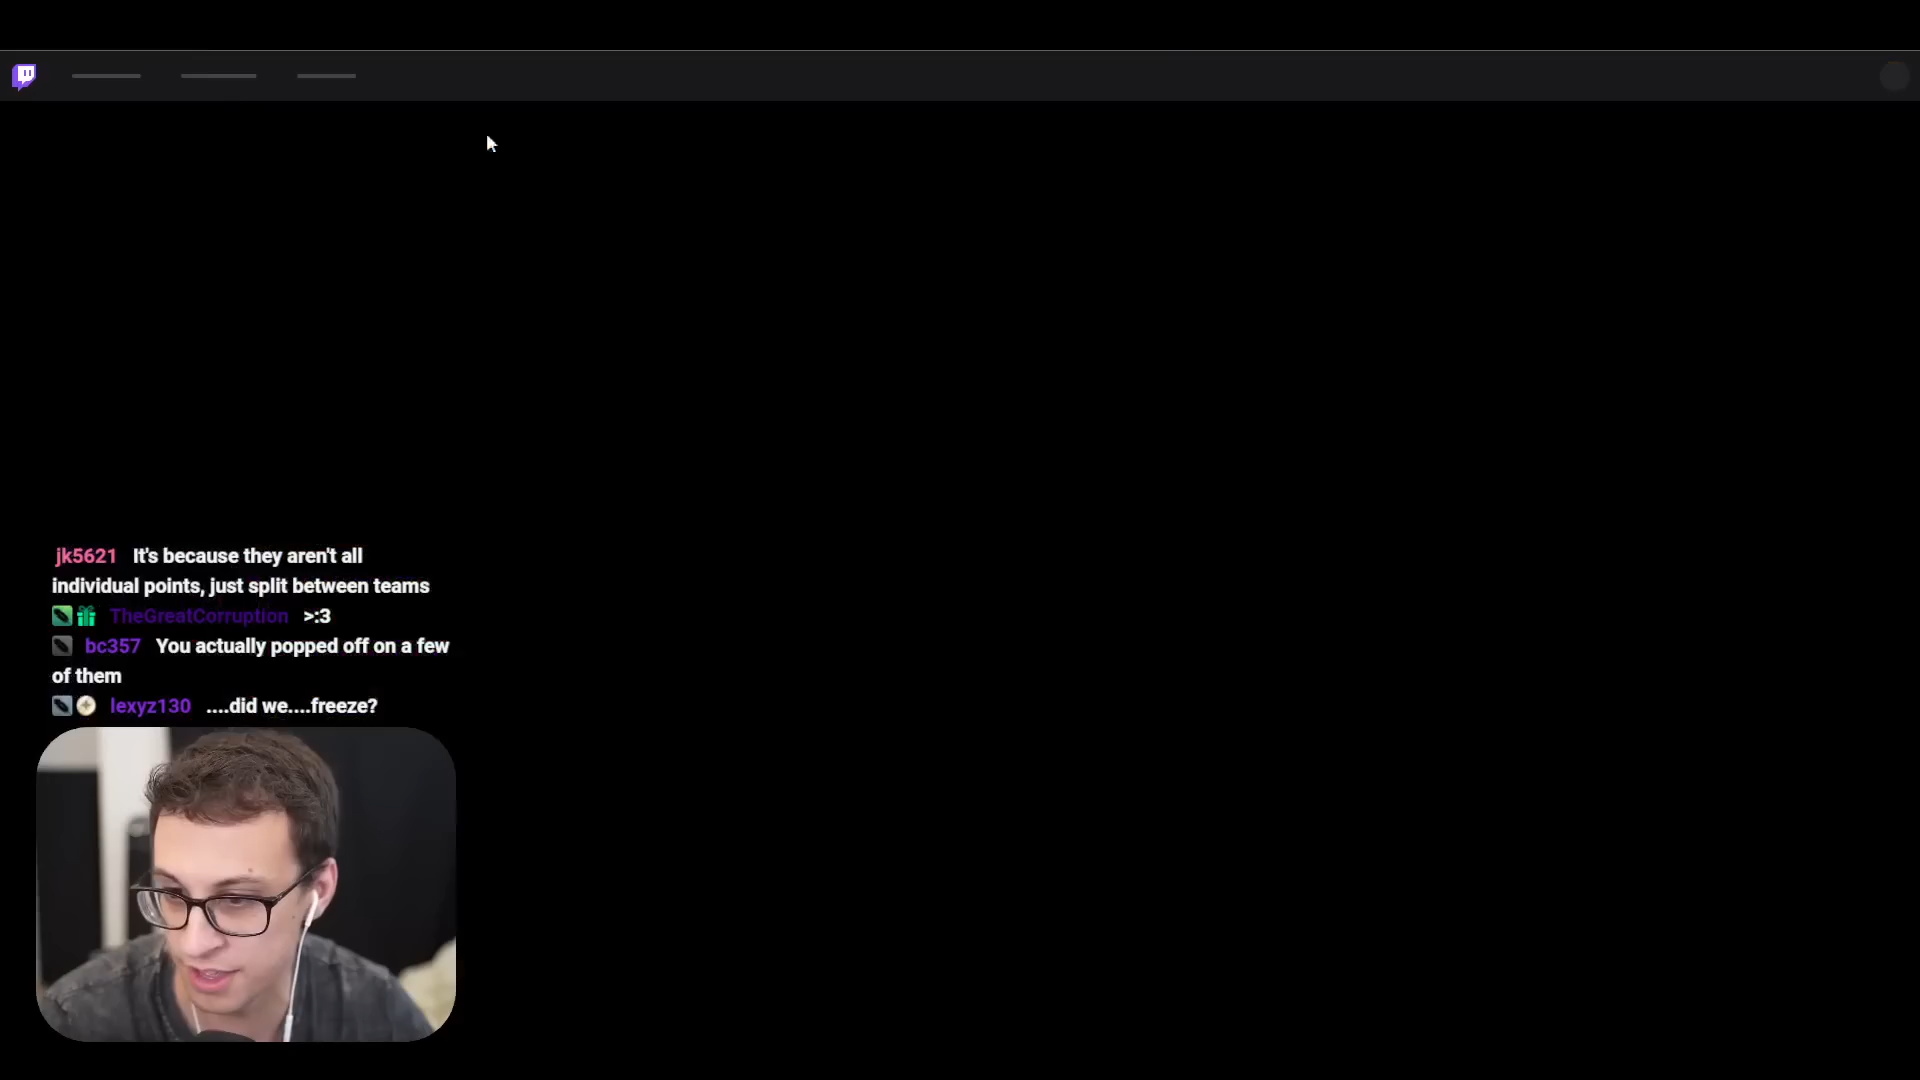 jk5621 It's because they aren't all
individual points, just split between teams
TheGreatCorruption >:3
bc357 You actually popped off on a few
of them
lexyz130 ....did we....freeze?